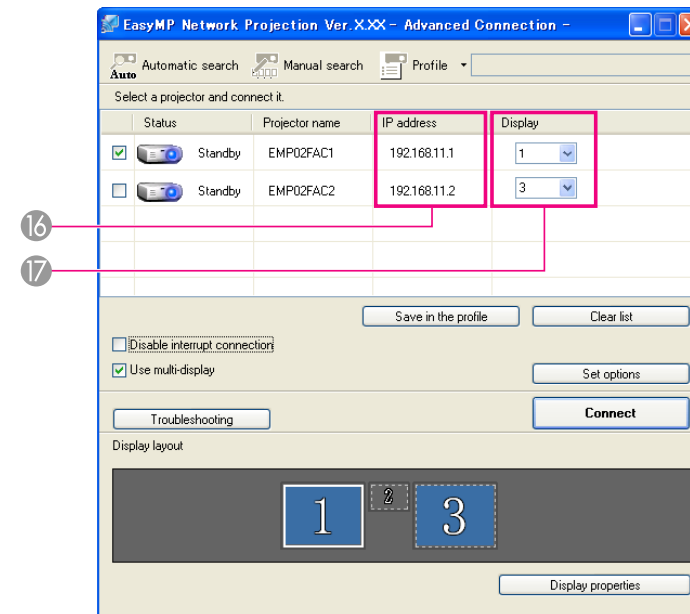 EasyMP Network Projection Ver.X.XX - Advanced Connection -
Auto Automatic search Manual search Profile
Select a projector and connect it.
Status Projector name IP address Display
Standby EMP02FAC1 192.168.11.1 1
Standby EMP02FAC2 192.168.11.2 3
16
17
Save in the profile Clear list
Disable interrupt connection
Use multi-display
Set options
Troubleshooting Connect
Display layout
1 2 3
Display properties